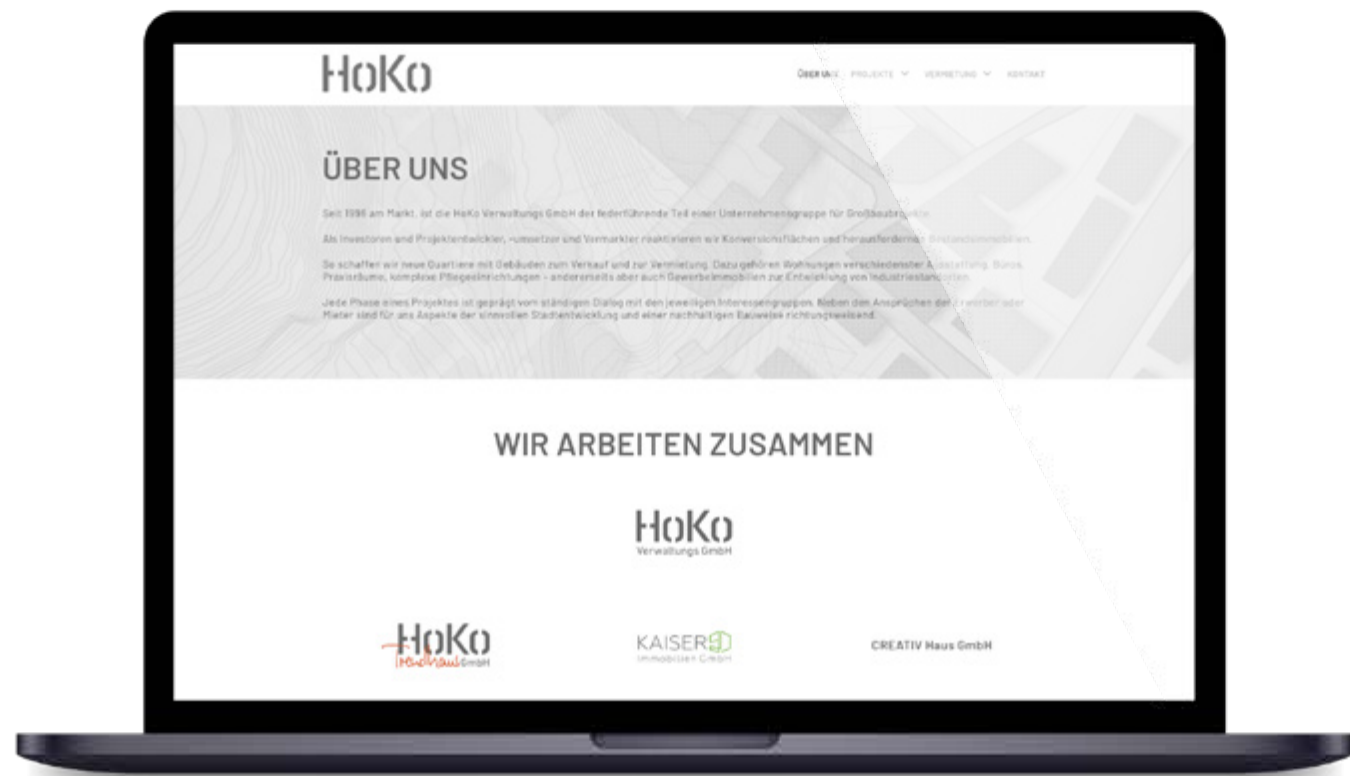 HoKo
ÜBER UNS PROJEKTE VERMIETUNG KONTAKT
ÜBER UNS
Seit 1996 am Markt, ist die HoKo Verwaltungs GmbH der federführende Teil einer Unternehmensgruppe für Großbauprojekte.
Als Investoren und Projektentwickler, -umsetzer und Vermarkter reaktivieren wir Konversionsflächen und herausfordernde Bestandsimmobilien.
So schaffen wir neue Quartiere mit Gebäuden zum Verkauf und zur Vermietung. Dazu gehören Wohnungen verschiedenster Ausstattung, Büros,
Praxisräume, komplexe Pflegeeinrichtungen – andererseits aber auch Gewerbeimmobilien zur Entwicklung von Industriestandorten.
Jede Phase eines Projektes ist geprägt vom ständigen Dialog mit den jeweiligen Interessengruppen. Neben den Ansprüchen der Erwerber oder
Mieter sind für uns Aspekte der sinnvollen Stadtentwicklung und einer nachhaltigen Bauweise richtungsweisend.
WIR ARBEITEN ZUSAMMEN
HoKo
Verwaltungs GmbH
HoKo
Trendhaus GmbH
KAISER
Immobilien GmbH
CREATIV Haus GmbH